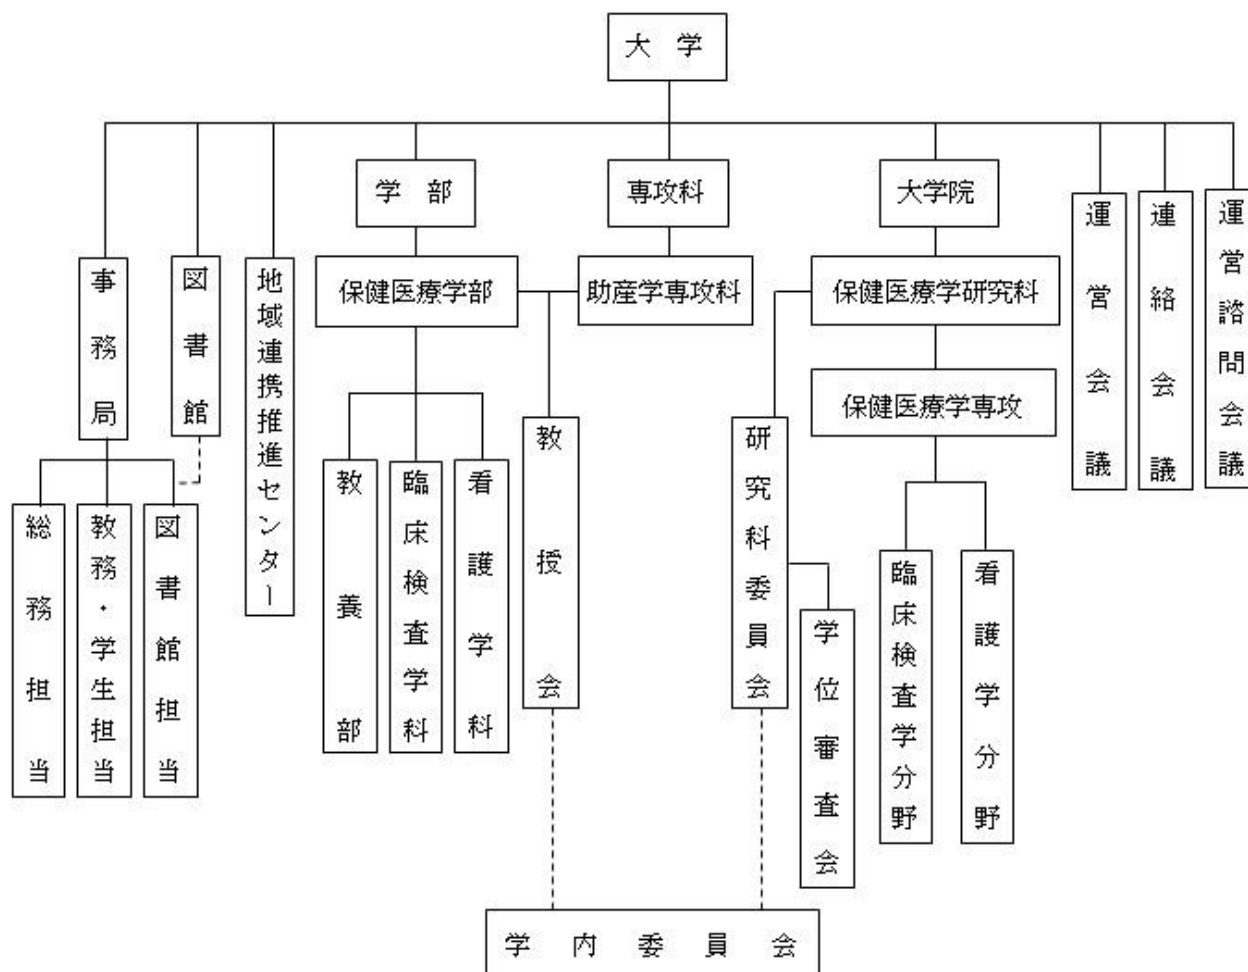 大学
学部
専攻科
大学院
運営会議
連絡会議
運営諮問会議
事務局
図書館
地域連携推進センター
保健医療学部
助産学専攻科
保健医療学研究科
保健医療学専攻
教養部
臨床検査学科
看護学科
教授会
研究科委員会
学位審査会
臨床検査学分野
看護学分野
総務担当
教務・学生担当
図書館担当
学内委員会